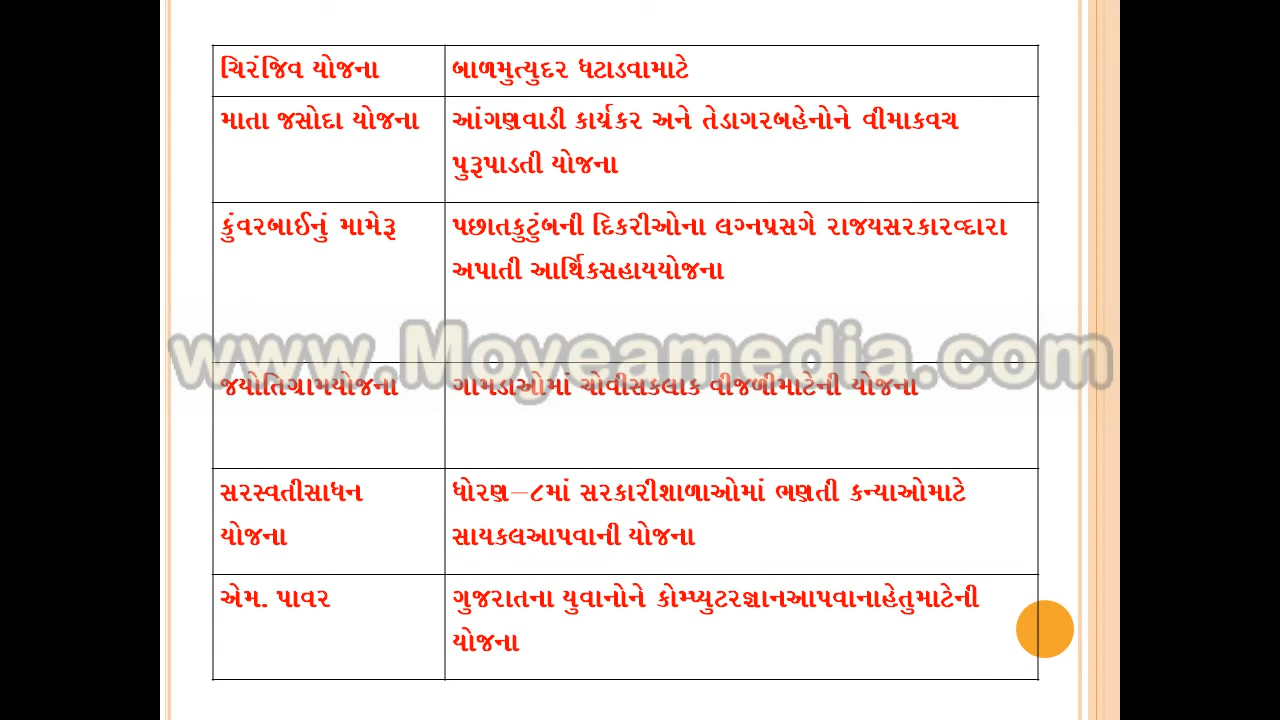 ચિરંજિવ યોજના
બાળમુત્યુદર ઘટાડવામાટે
માતા જસોદા યોજના
આંગણવાડી કાર્ય્રકર અને તેડાગરબહેનોને વીમાકવચ
પુરૂપાડતી યોજના
કુંવરબાઈનું મામેરૂ
પછાતકુટુંબની દિકરીઓના લગ્નપ્રસગે રાજયસરકારવ્દારા
અપાતી આર્થિકસહાયયોજના
www.Moyeamedia.com
જયોતિગ્રામયોજના
ગામડાઓમાં ચોવીસકલાક વીજળીમાટેની યોજના
સરસ્વતીસાધન
યોજના
ધોરણ–૮માં સરકારીશાળાઓમાં ભણતી કન્યાઓમાટે
સાયકલઆપવાની યોજના
એમ. પાવર
ગુજરાતના યુવાનોને કોમ્પ્યુટરજ્ઞાનઆપવાનાહેતુમાટેની
યોજના